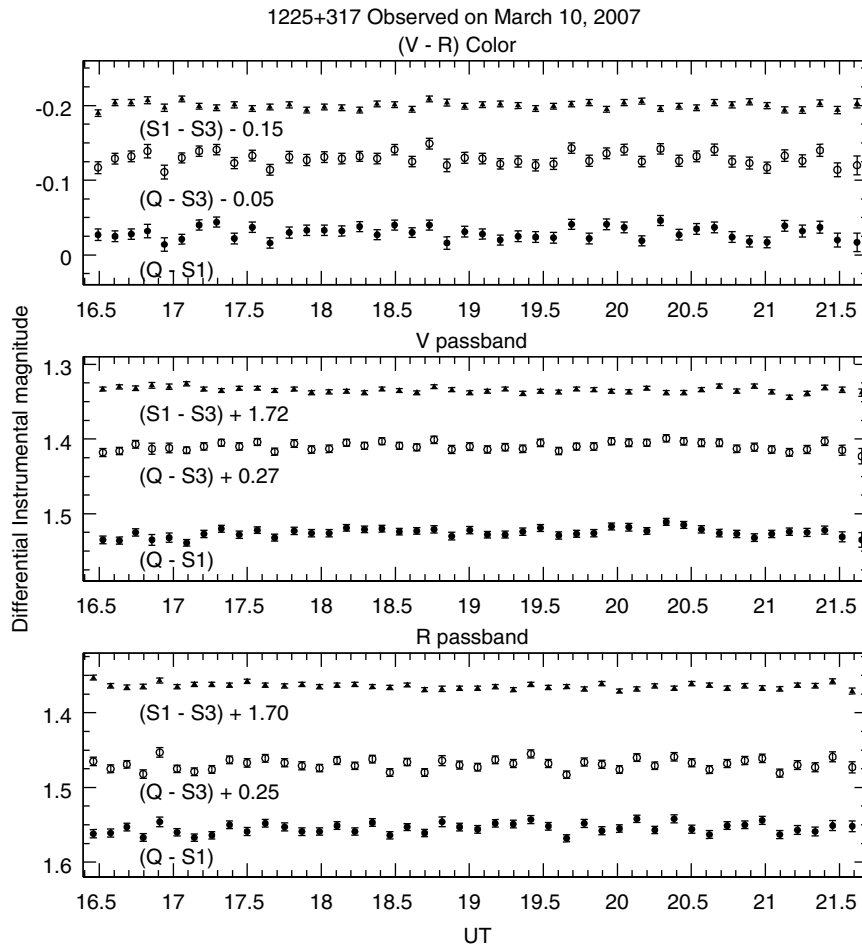 1225+317 Observed on March 10, 2007
(V - R) Color
-0.2
(S1 - S3) - 0.15
-0.1
(Q - S3) - 0.05
0
(Q - S1)
16.5 17 17.5 18 18.5 19 19.5 20 20.5 21 21.5
V passband
1.3
(S1 - S3) + 1.72
1.4
(Q - S3) + 0.27
1.5
(Q - S1)
16.5 17 17.5 18 18.5 19 19.5 20 20.5 21 21.5
Differential Instrumental magnitude
R passband
1.4
(S1 - S3) + 1.70
1.5
(Q - S3) + 0.25
(Q - S1)
1.6
16.5 17 17.5 18 18.5 19 19.5 20 20.5 21 21.5
UT